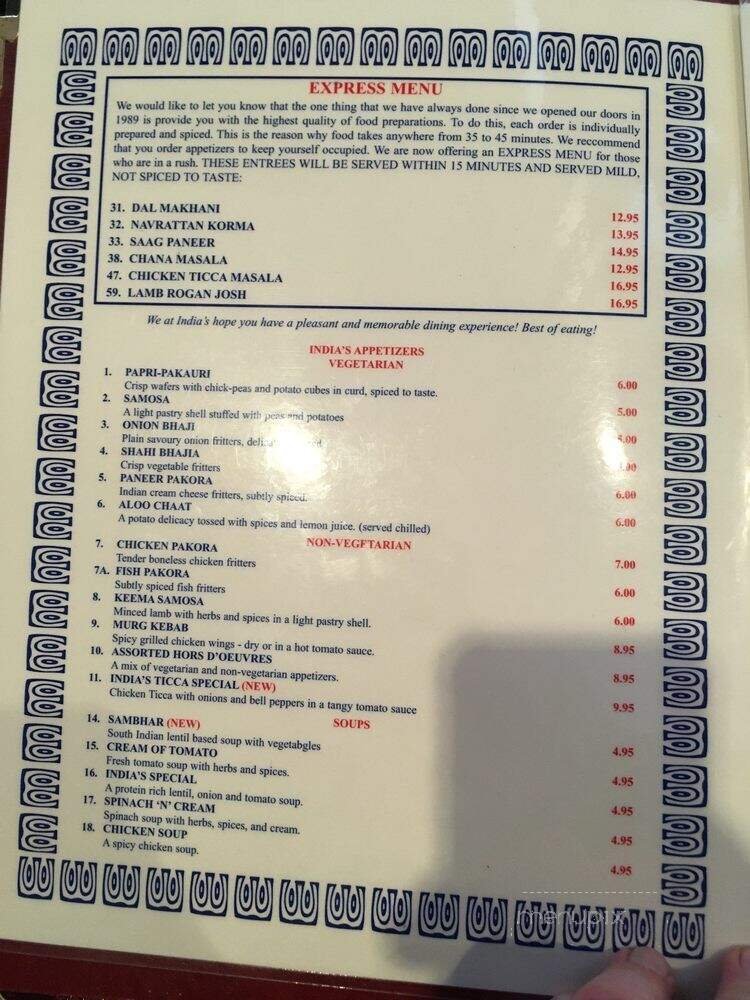 EXPRESS MENU
We would like to let you know that the one thing that we have always done since we opened our doors in
1989 is provide you with the highest quality of food preparations. To do this, each order is individually
prepared and spiced. This is the reason why food takes anywhere from 35 to 45 minutes. We reccommend
that you order appetizers to keep yourself occupied. We are now offering an EXPRESS MENU for those
who are in a rush. THESE ENTREES WILL BE SERVED WITHIN 15 MINUTES AND SERVED MILD,
NOT SPICED TO TASTE:
31. DAL MAKHANI 12.95
32. NAVRATTAN KORMA 13.95
33. SAAG PANEER 14.95
38. CHANA MASALA 12.95
47. CHICKEN TICCA MASALA 16.95
59. LAMB ROGAN JOSH 16.95
We at India's hope you have a pleasant and memorable dining experience! Best of eating!
INDIA'S APPETIZERS
VEGETARIAN
1. PAPRI-PAKAURI
Crisp wafers with chick-peas and potato cubes in curd, spiced to taste. 6.00
2. SAMOSA
A light pastry shell stuffed with peas and potatoes 5.00
3. ONION BHAJI
Plain savoury onion fritters, 5.00
4. SHAHI BHAJIA
Crisp vegetable fritters
5. PANEER PAKORA
Indian cream cheese fritters, subtly spiced. 6.00
6. ALOO CHAAT
A potato delicacy tossed with spices and lemon juice. (served chilled) 6.00
NON-VEGETARIAN
7. CHICKEN PAKORA
Tender boneless chicken fritters 7.00
7A. FISH PAKORA
Subtly spiced fish fritters 6.00
8. KEEMA SAMOSA
Minced lamb with herbs and spices in a light pastry shell. 6.00
9. MURG KEBAB
Spicy grilled chicken wings - dry or in a hot tomato sauce. 8.95
10. ASSORTED HORS D'OEUVRES
A mix of vegetarian and non-vegetarian appetizers. 8.95
11. INDIA'S TICCA SPECIAL (NEW)
Chicken Ticca with onions and bell peppers in a tangy tomato sauce 9.95
SOUPS
14. SAMBHAR (NEW)
South Indian lentil based soup with vegetabgles 4.95
15. CREAM OF TOMATO
Fresh tomato soup with herbs and spices. 4.95
16. INDIA'S SPECIAL
A protein rich lentil, onion and tomato soup. 4.95
17. SPINACH 'N' CREAM
Spinach soup with herbs, spices, and cream. 4.95
18. CHICKEN SOUP
A spicy chicken soup. 4.95
menupix